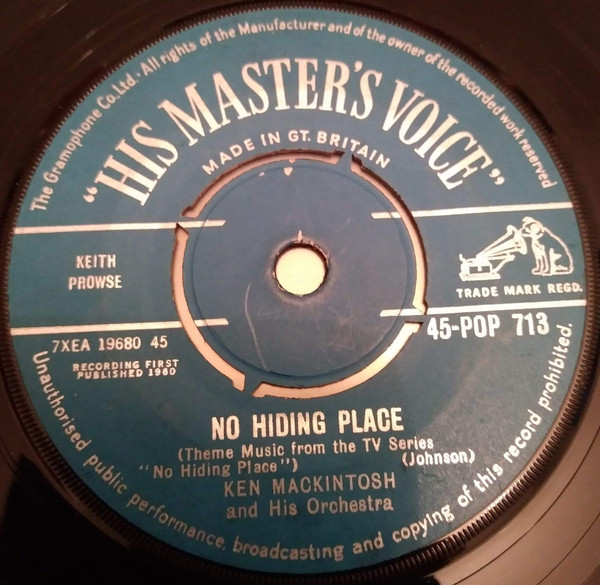 The Gramophone Co. Ltd. · All rights of the Manufacturer and of the owner of the recorded work reserved
"HIS MASTER'S VOICE"
MADE IN GT. BRITAIN
KEITH
PROWSE
TRADE MARK REGD.
7XEA 19680 45
45-POP 713
RECORDING FIRST
PUBLISHED 1960
NO HIDING PLACE
(Theme Music from the TV Series
"No Hiding Place") (Johnson)
KEN MACKINTOSH
and His Orchestra
Unauthorised public performance, broadcasting and copying of this record prohibited.